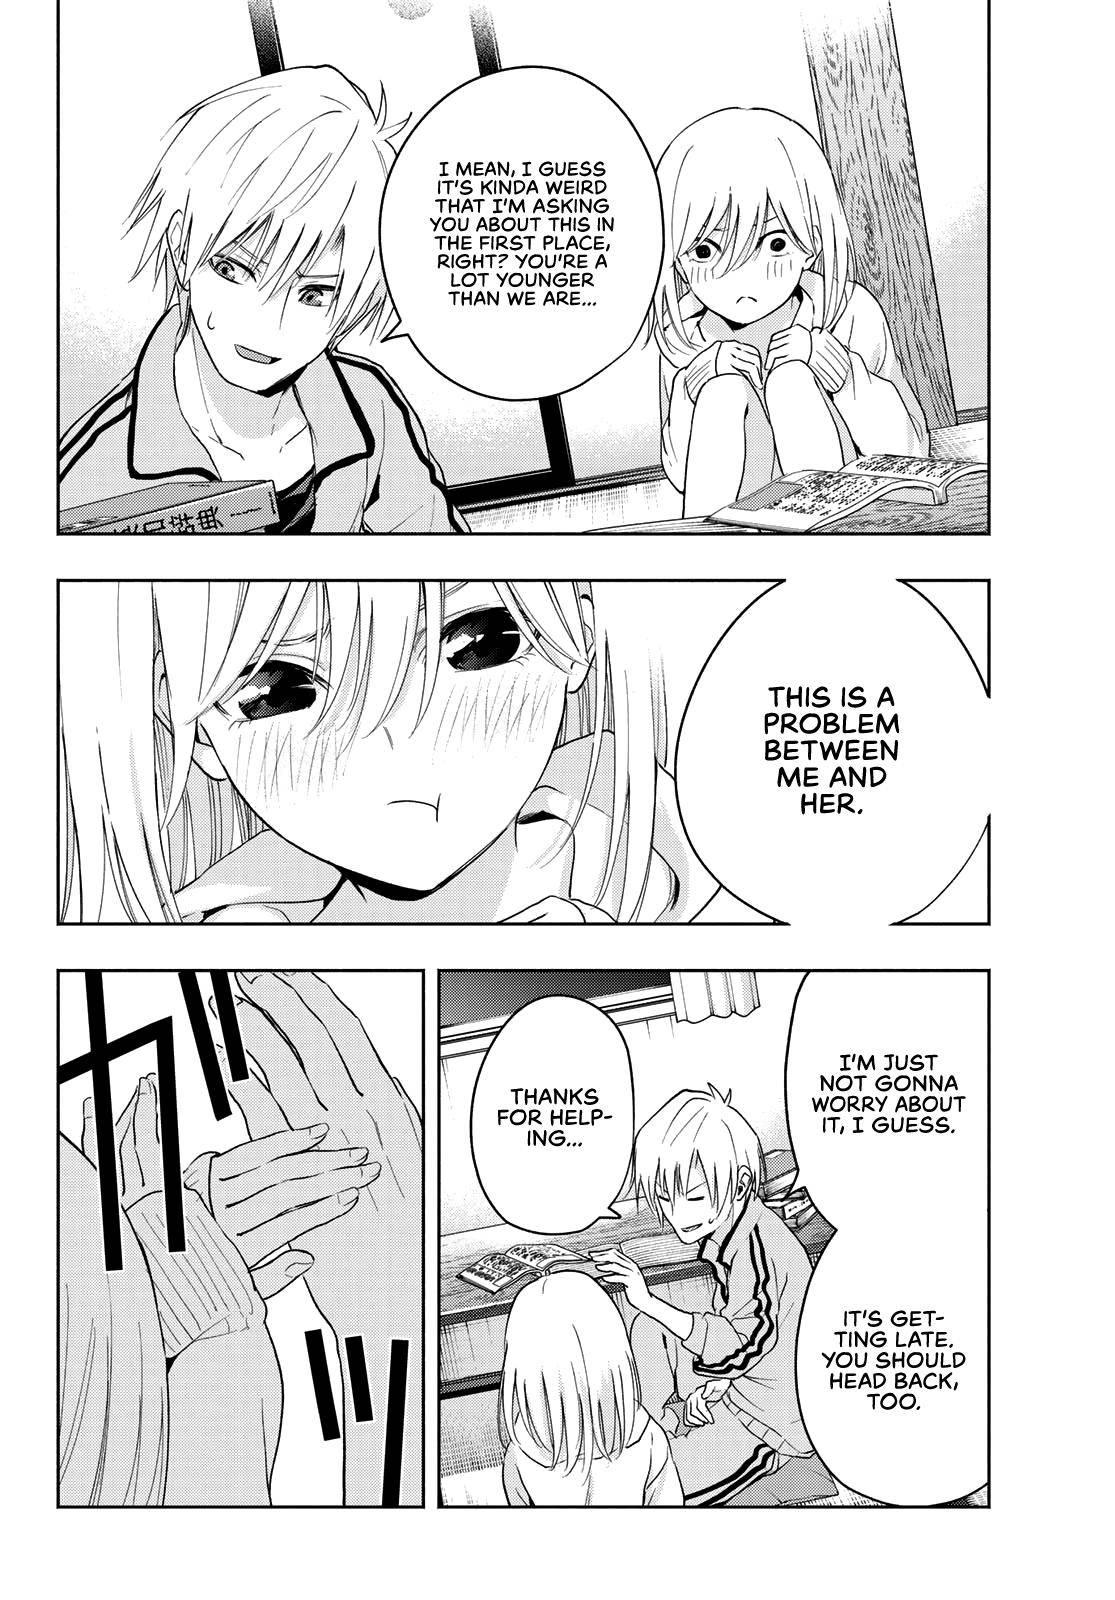 I MEAN, I GUESS
IT'S KINDA WEIRD
THAT I'M ASKING
YOU ABOUT THIS IN
THE FIRST PLACE,
RIGHT? YOU'RE A
LOT YOUNGER
THAN WE ARE...
THIS IS A
PROBLEM
BETWEEN
ME AND
HER.
I'M JUST
NOT GONNA
WORRY ABOUT
IT, I GUESS.
IT'S GET-
TING LATE.
YOU SHOULD
HEAD BACK,
TOO.
THANKS
FOR HELP-
ING...